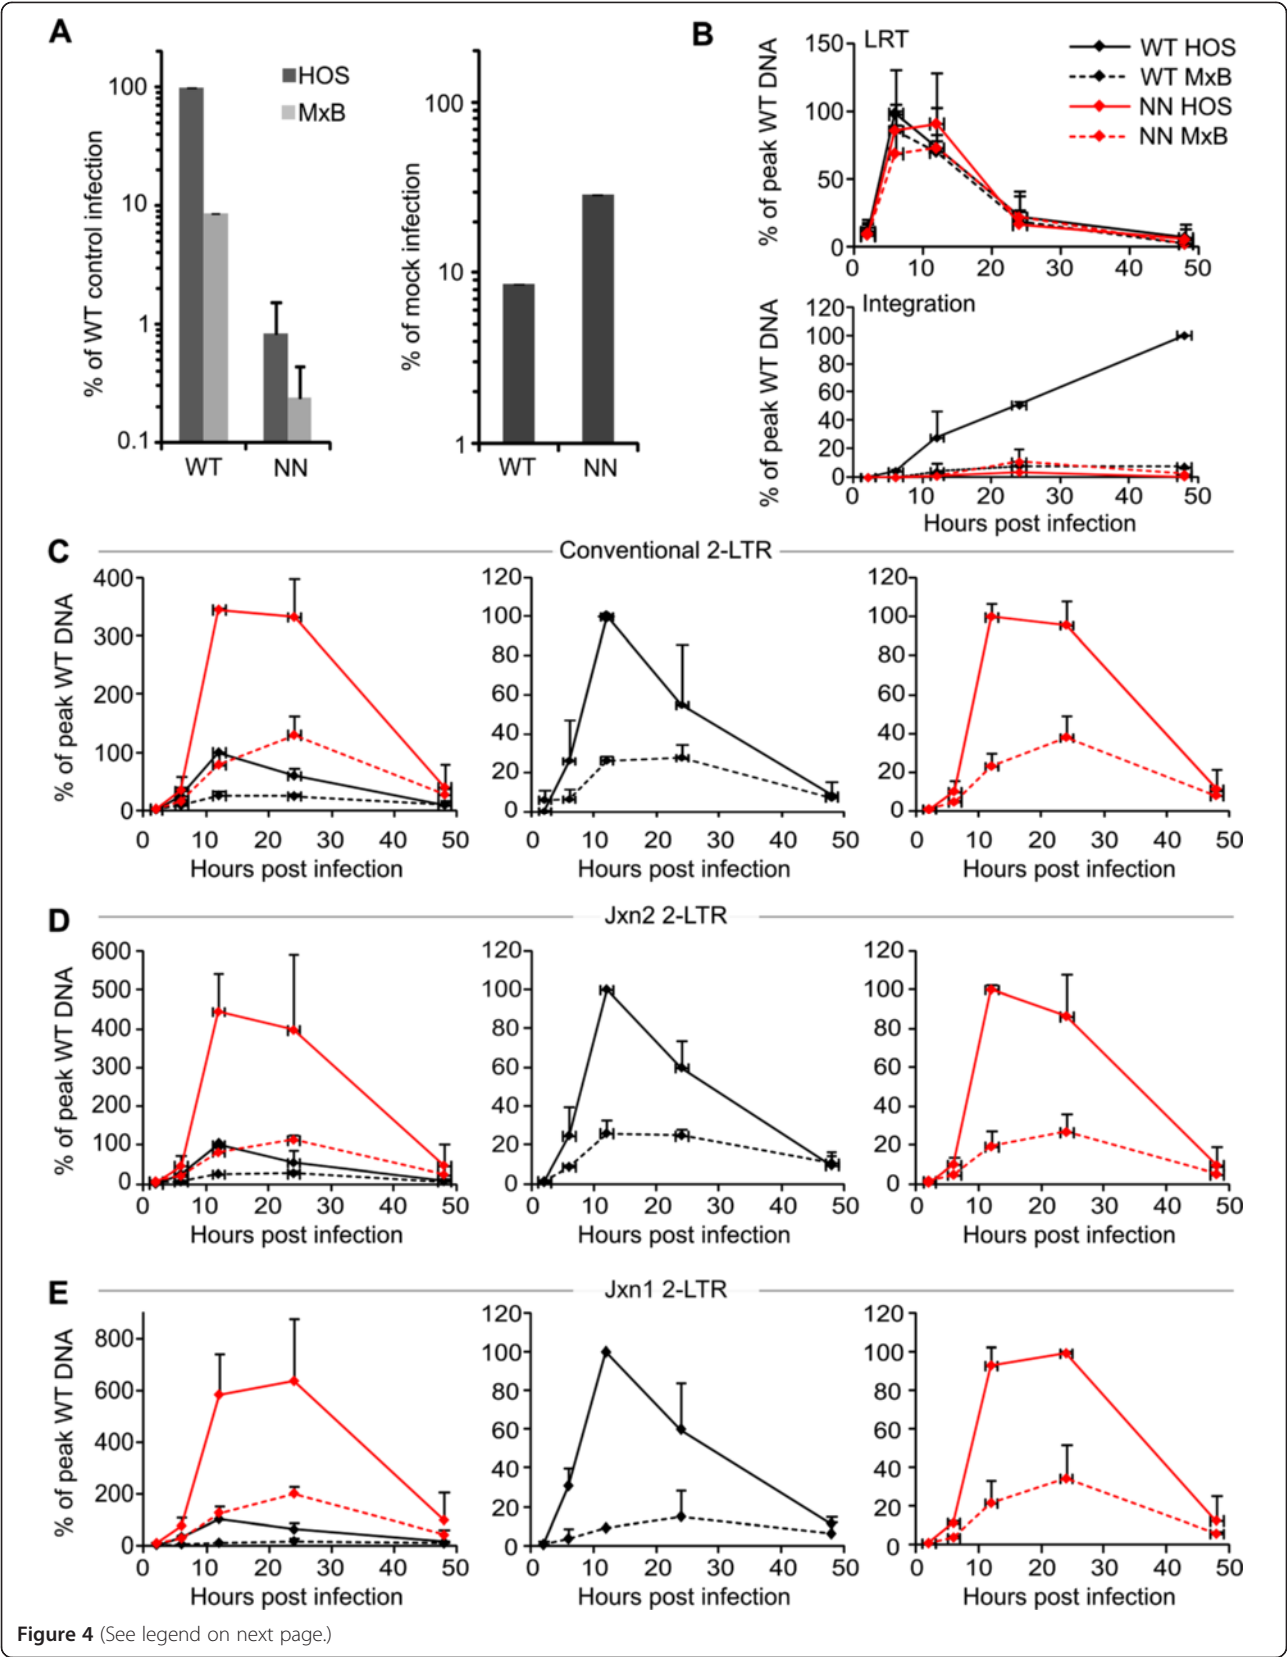 A
% of WT control infection
100
10
1
0.1
HOS
MxB
WT
NN
% of mock infection
100
10
1
WT
NN
B
% of peak WT DNA
LRT
150
100
50
0
0 10 20 30 40 50
WT HOS
WT MxB
NN HOS
NN MxB
% of peak WT DNA
Integration
120
100
80
60
40
20
0
0 10 20 30 40 50
Hours post infection
C
Conventional 2-LTR
% of peak WT DNA
400
300
200
100
0
0 10 20 30 40 50
Hours post infection
120
100
80
60
40
20
0
0 10 20 30 40 50
Hours post infection
120
100
80
60
40
20
0
0 10 20 30 40 50
Hours post infection
D
Jxn2 2-LTR
% of peak WT DNA
600
500
400
300
200
100
0
0 10 20 30 40 50
Hours post infection
120
100
80
60
40
20
0
0 10 20 30 40 50
Hours post infection
120
100
80
60
40
20
0
0 10 20 30 40 50
Hours post infection
E
Jxn1 2-LTR
% of peak WT DNA
800
600
400
200
0
0 10 20 30 40 50
Hours post infection
120
100
80
60
40
20
0
0 10 20 30 40 50
Hours post infection
120
100
80
60
40
20
0
0 10 20 30 40 50
Hours post infection
Figure 4 (See legend on next page.)